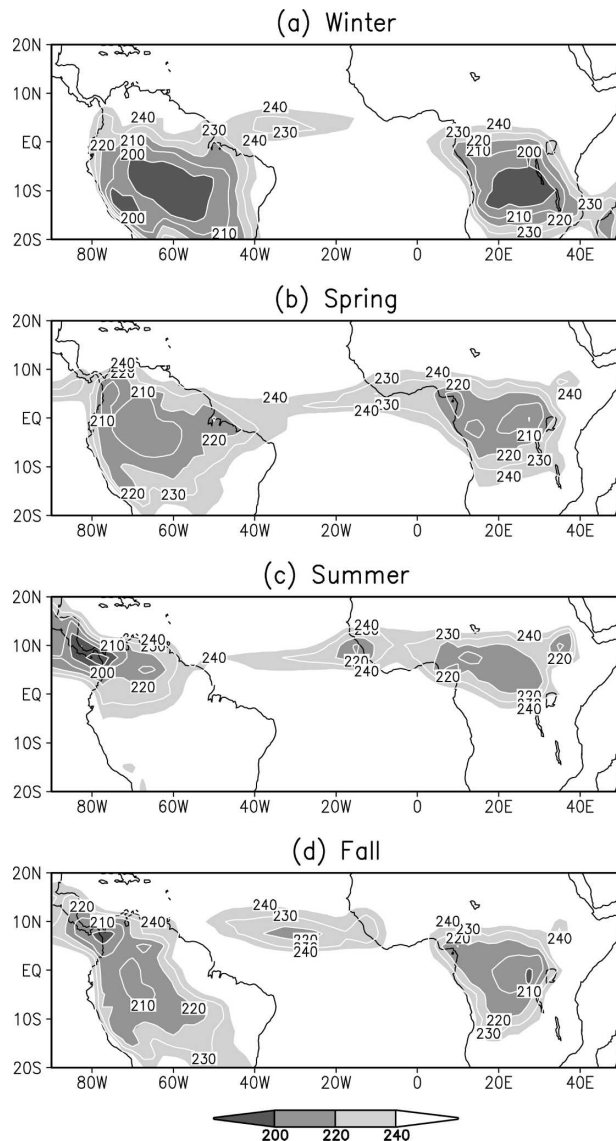 (a) Winter
20N
10N
240 240
230 230 240
EQ 220 210 240 230 220
200 210 200
10S
200 210 220 230
20S 210 230
80W 60W 40W 20W 0 20E 40E
(b) Spring
20N
10N 240 230 240
220 210 240 220
EQ 240 230
220 210
10S 220 230
220 230 240
20S
80W 60W 40W 20W 0 20E 40E
(c) Summer
20N
10N 210 240 230 240 230 230 240
200 220 240 220 240 220 220
EQ 220 230 240
10S
20S
80W 60W 40W 20W 0 20E 40E
(d) Fall
20N
220 240
10N 210 240 230 240 230 240
220 230 240 220
EQ
210 220 210
10S 220
230 230
20S
80W 60W 40W 20W 0 20E 40E
200 220 240